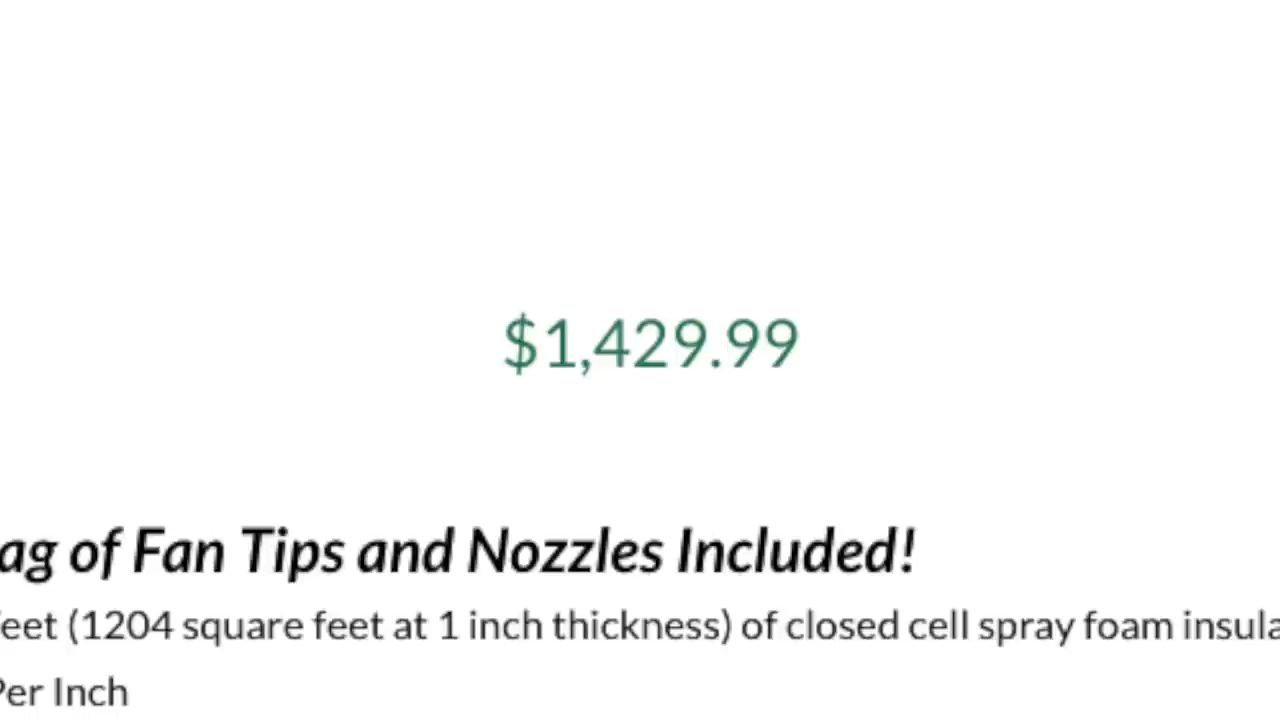 $1,429.99
ag of Fan Tips and Nozzles Included!
feet (1204 square feet at 1 inch thickness) of closed cell spray foam insula
Per Inch